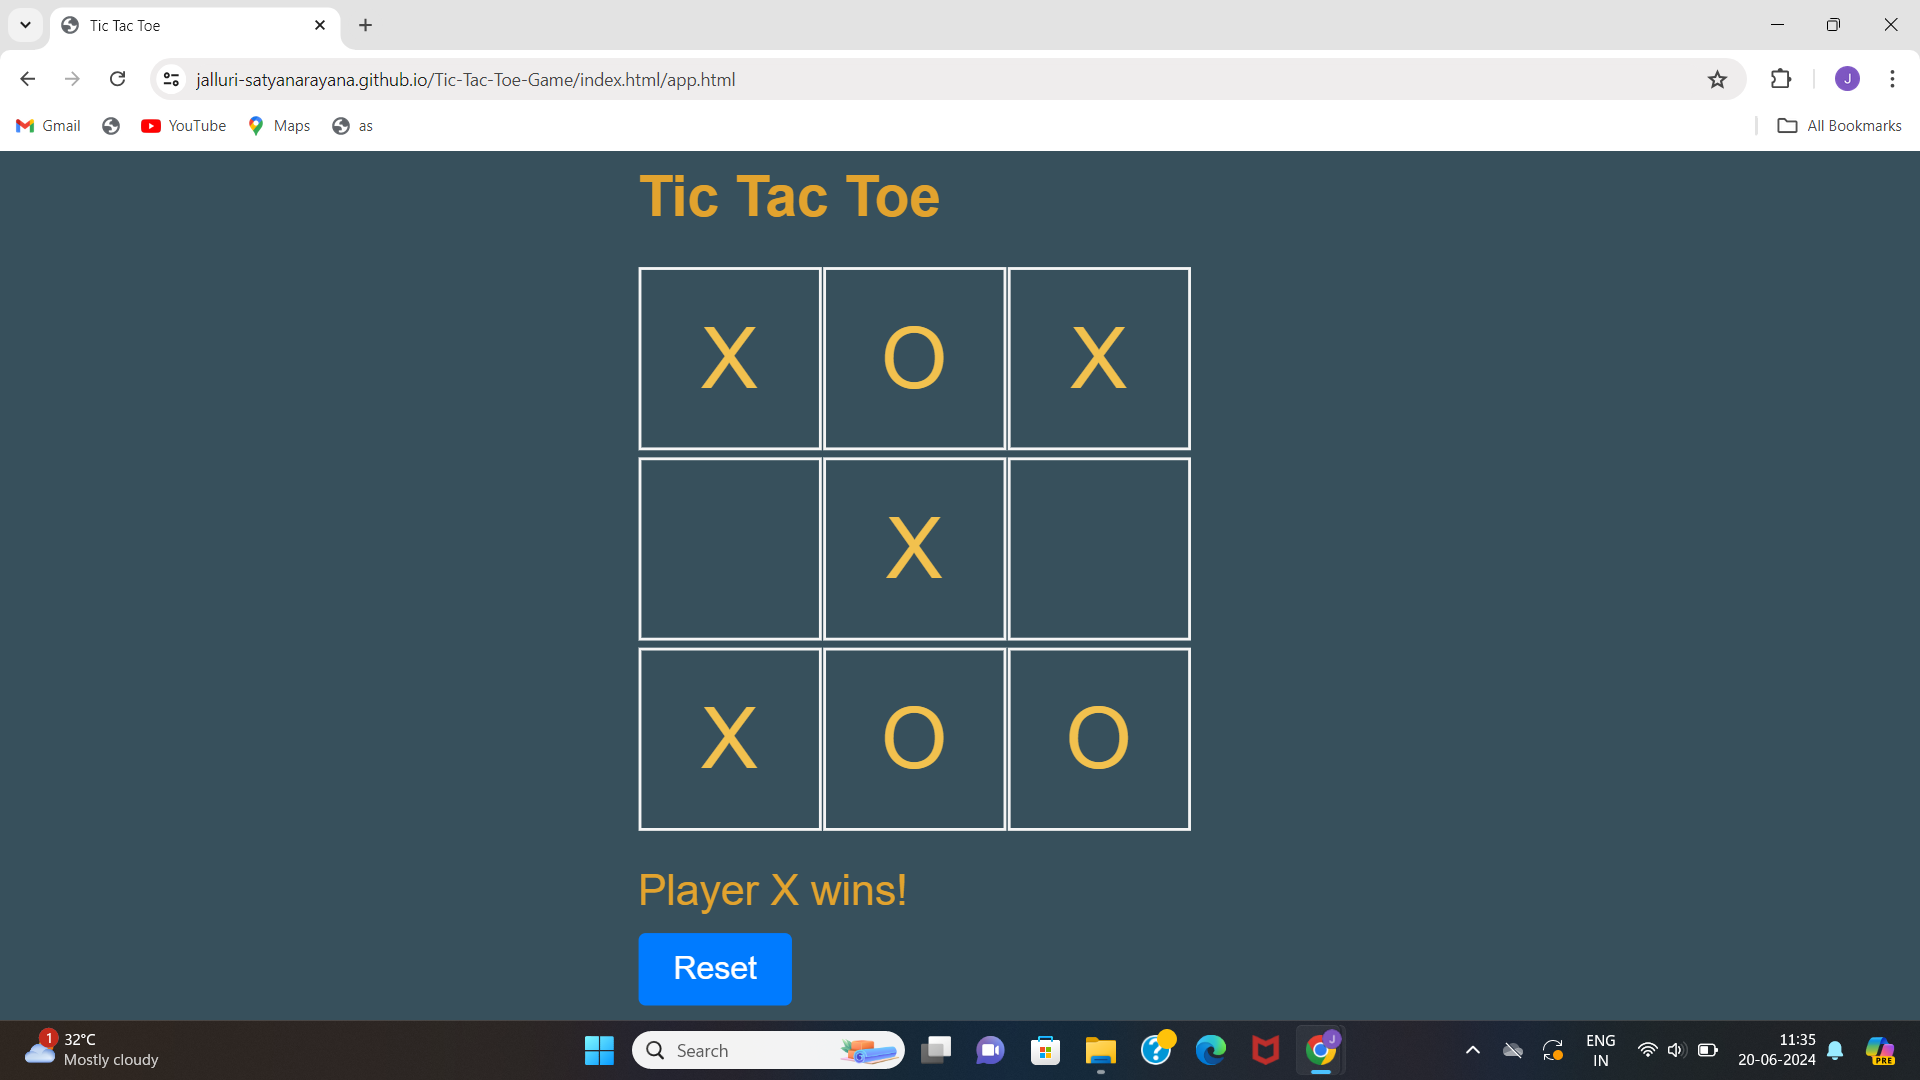 Tic Tac Toe
jalluri-satyanarayana.github.io/Tic-Tac-Toe-Game/index.html/app.html
J
Gmail YouTube Maps as All Bookmarks
Tic Tac Toe
X O X
X
X O O
Player X wins!
Reset
1 32°C
Mostly cloudy
Search
J
PRE
ENG
IN
11:35
20-06-2024